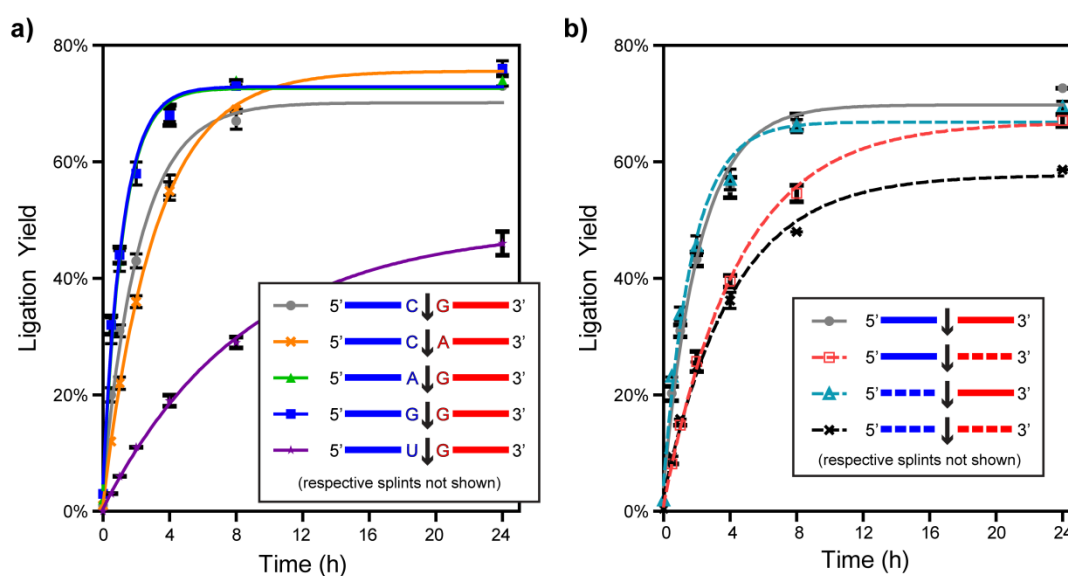 a)
80%
60%
40%
20%
0%
Ligation Yield
0 4 8 12 16 20 24
Time (h)
5’ C G 3’
5’ C A 3’
5’ A G 3’
5’ G G 3’
5’ U G 3’
(respective splints not shown)
b)
80%
60%
40%
20%
0%
Ligation Yield
0 4 8 12 16 20 24
Time (h)
5’ 3’
5’ 3’
5’ 3’
5’ 3’
(respective splints not shown)